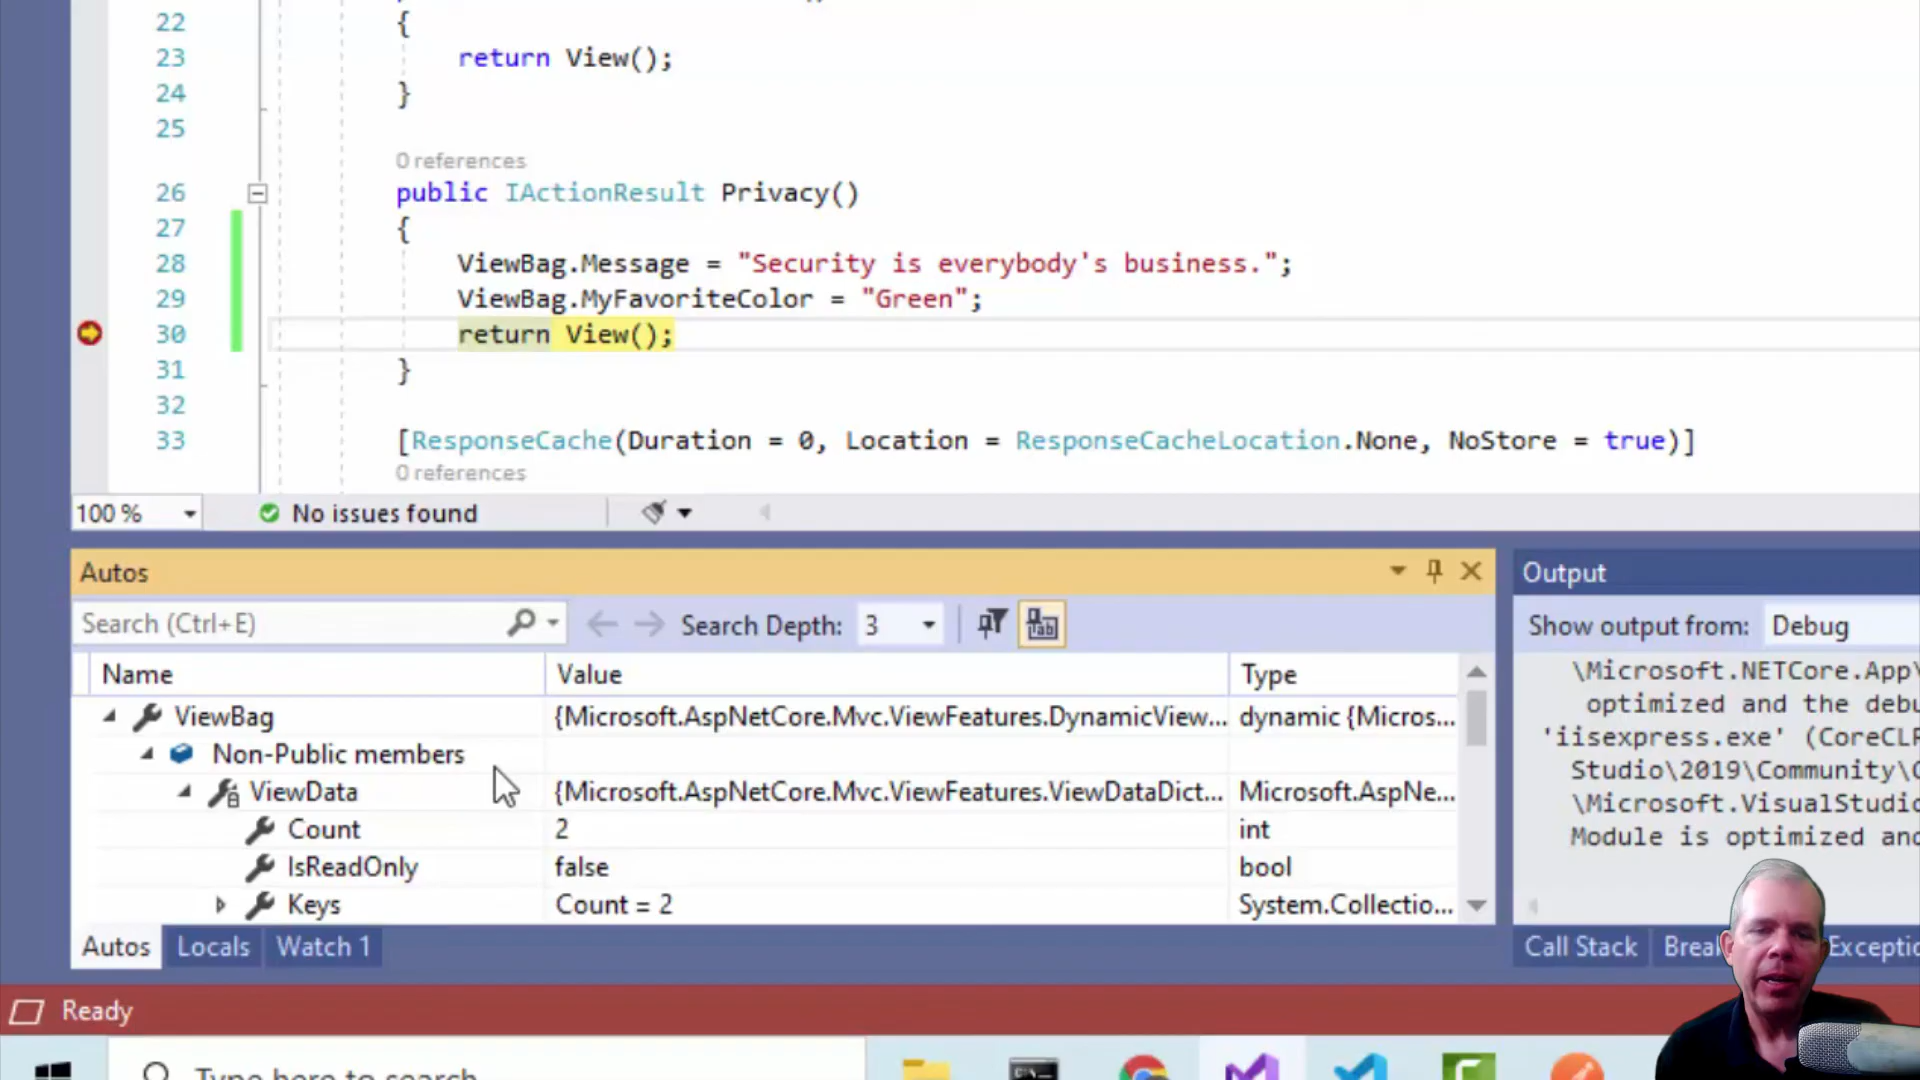 22 {
23 return View();
24 }
25
0 references
26 public IActionResult Privacy()
27 {
28 ViewBag.Message = "Security is everybody's business.";
29 ViewBag.MyFavoriteColor = "Green";
30 return View();
31 }
32
33 [ResponseCache(Duration = 0, Location = ResponseCacheLocation.None, NoStore = true)]
0 references
100 % No issues found
Autos
Search (Ctrl+E) Search Depth: 3
Name Value Type
ViewBag {Microsoft.AspNetCore.Mvc.ViewFeatures.DynamicView... dynamic {Micros...
Non-Public members
ViewData {Microsoft.AspNetCore.Mvc.ViewFeatures.ViewDataDict... Microsoft.AspNe...
Count 2 int
IsReadOnly false bool
Keys Count = 2 System.Collectio...
Autos Locals Watch 1
Output
Show output from: Debug
\Microsoft.NETCore.App\
optimized and the debu
'iisexpress.exe' (CoreCLR
Studio\2019\Community\C
\Microsoft.VisualStudio
Module is optimized and
Call Stack Brea Exceptio
Ready
Type here to search